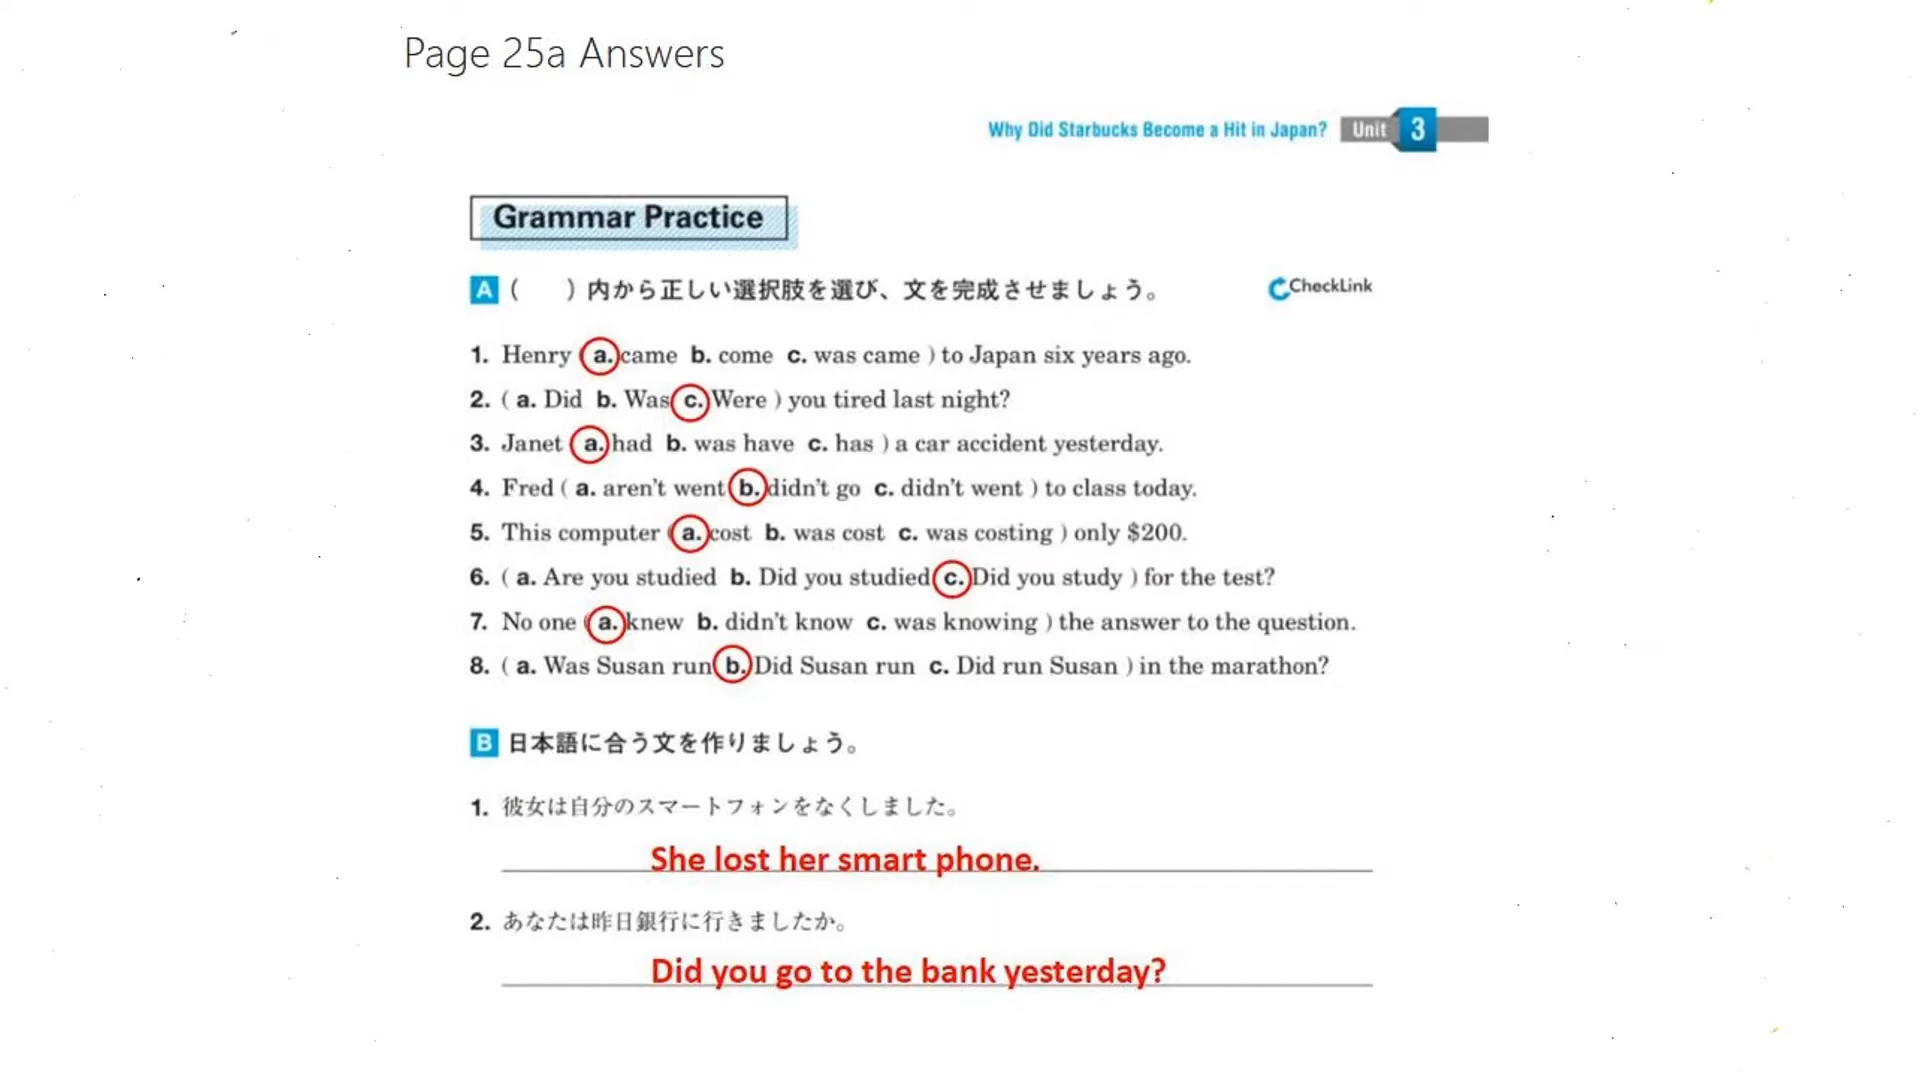 Page 25a Answers
Why Did Starbucks Become a Hit in Japan? Unit 3
Grammar Practice
A (　　) 内から正しい選択肢を選び、文を完成させましょう。 CheckLink
1. Henry ( a. came b. come c. was came ) to Japan six years ago.
2. ( a. Did b. Was c. Were ) you tired last night?
3. Janet ( a. had b. was have c. has ) a car accident yesterday.
4. Fred ( a. aren't went b. didn't go c. didn't went ) to class today.
5. This computer ( a. cost b. was cost c. was costing ) only $200.
6. ( a. Are you studied b. Did you studied c. Did you study ) for the test?
7. No one ( a. knew b. didn't know c. was knowing ) the answer to the question.
8. ( a. Was Susan run b. Did Susan run c. Did run Susan ) in the marathon?
B 日本語に合う文を作りましょう。
1. 彼女は自分のスマートフォンをなくしました。
She lost her smart phone.
2. あなたは昨日銀行に行きましたか。
Did you go to the bank yesterday?